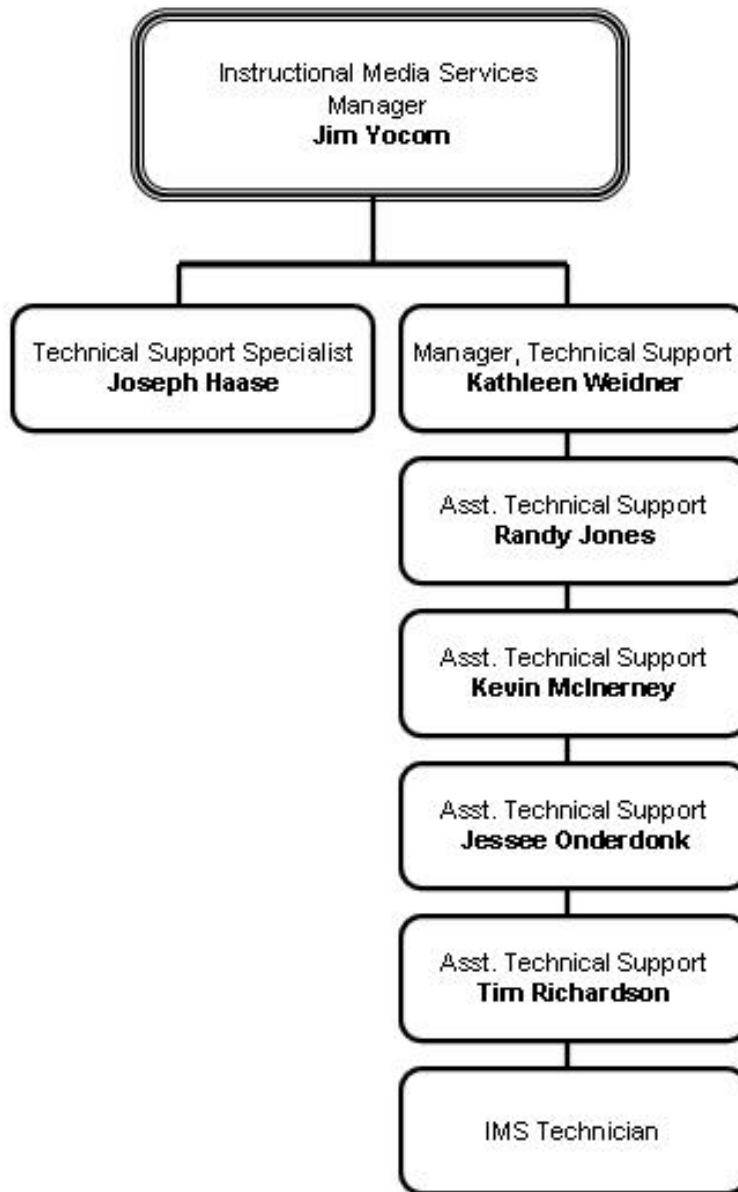 Instructional Media Services
Manager
Jim Yocom
Technical Support Specialist
Joseph Haase
Manager, Technical Support
Kathleen Weidner
Asst. Technical Support
Randy Jones
Asst. Technical Support
Kevin McInerney
Asst. Technical Support
Jessee Onderdonk
Asst. Technical Support
Tim Richardson
IMS Technician